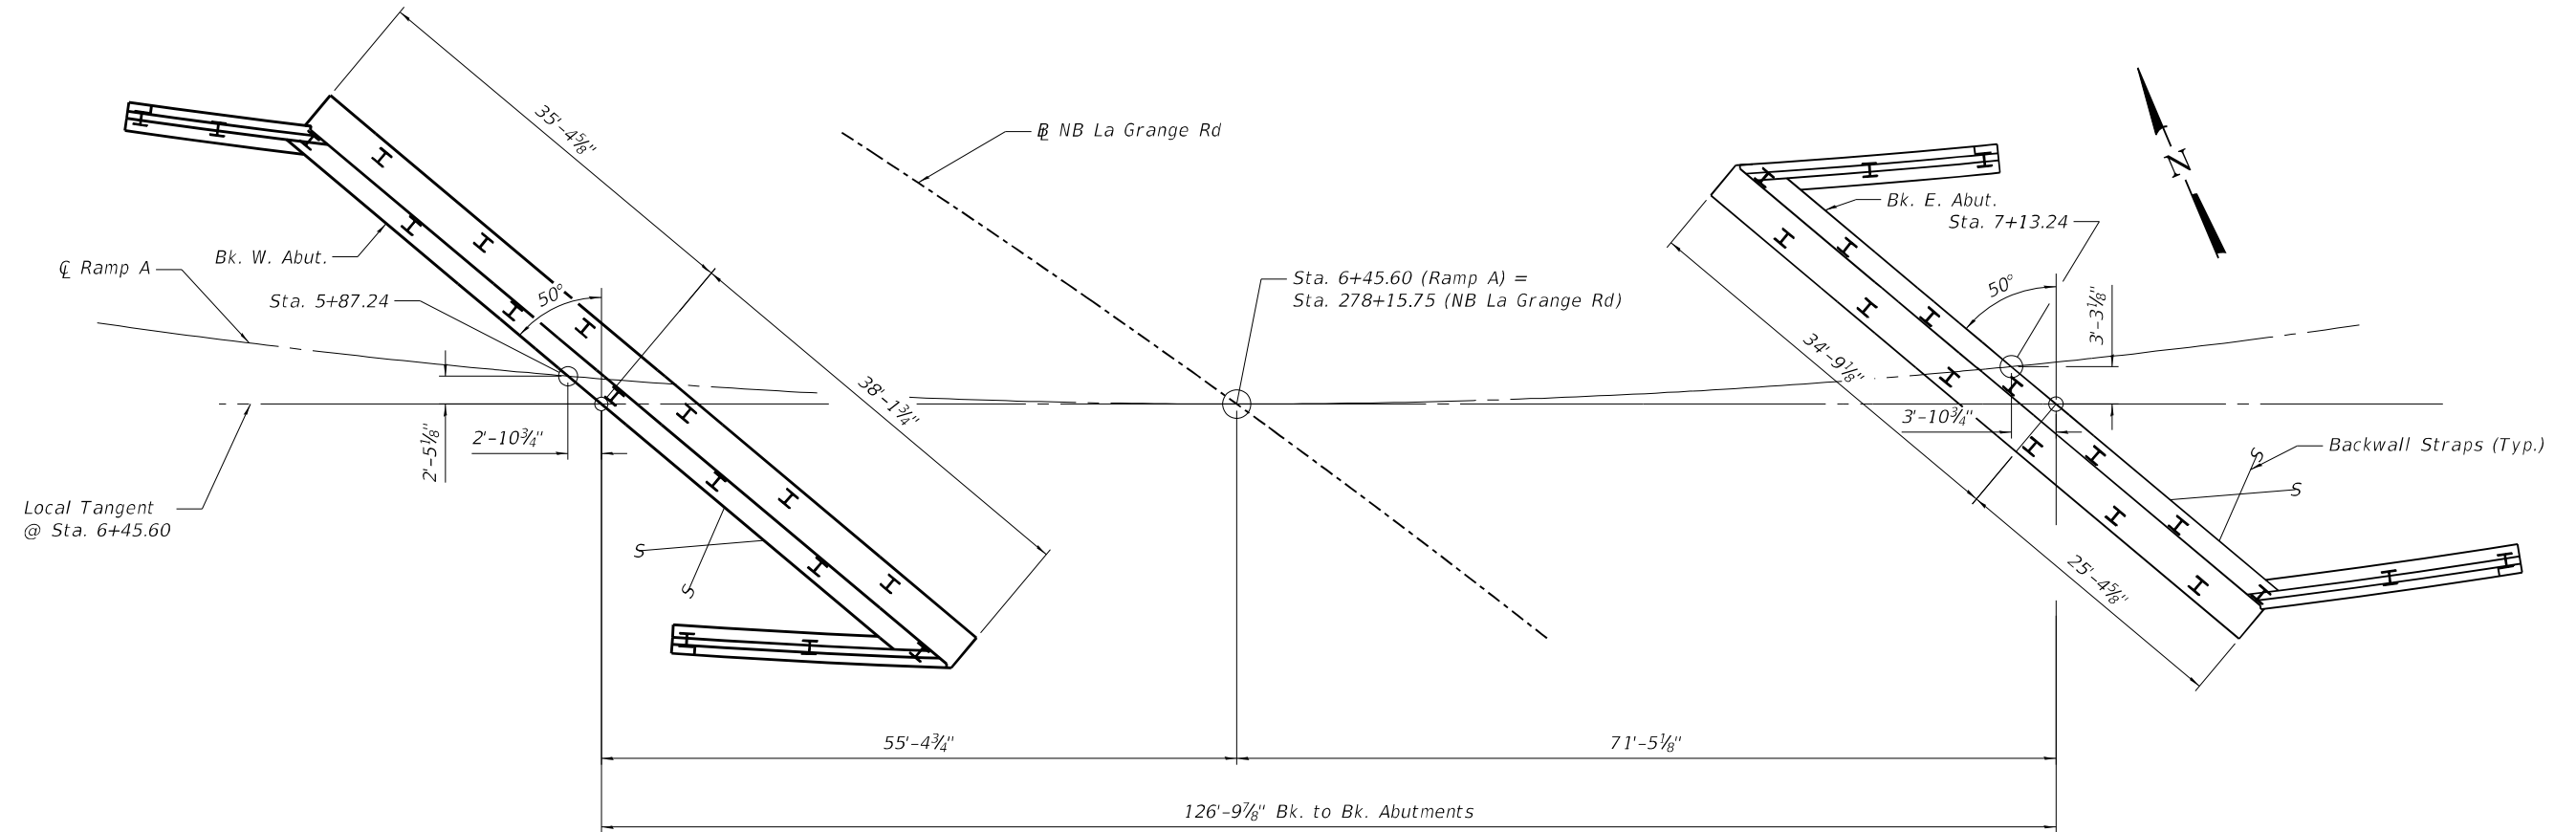 35'-4⅝"
℄ NB La Grange Rd
N
Bk. E. Abut.
Sta. 7+13.24
Bk. W. Abut.
℄ Ramp A
Sta. 5+87.24
50°
Sta. 6+45.60 (Ramp A) =
Sta. 278+15.75 (NB La Grange Rd)
50°
3'-3⅛"
34'-9⅛"
38'-1¾"
2'-5⅛"
2'-10¾"
3'-10¾"
Backwall Straps (Typ.)
S
S
Local Tangent
@ Sta. 6+45.60
S
S
25'-4⅝"
55'-4¾"
71'-5⅛"
126'-9⅞" Bk. to Bk. Abutments